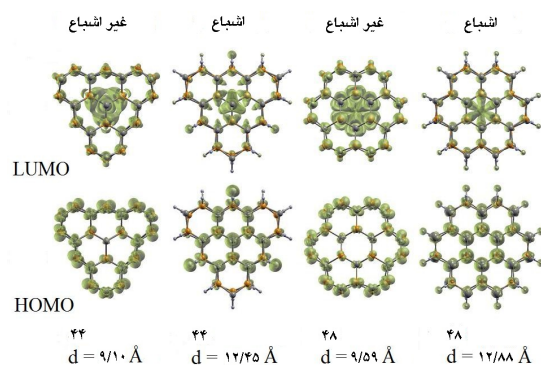 غیر اشباع    اشباع    غیر اشباع    اشباع
LUMO
HOMO
۴۴    ۴۴    ۴۸    ۴۸
d = ۹/۱۰ Å    d = ۱۲/۴۵ Å    d = ۹/۵۹ Å    d = ۱۲/۸۸ Å